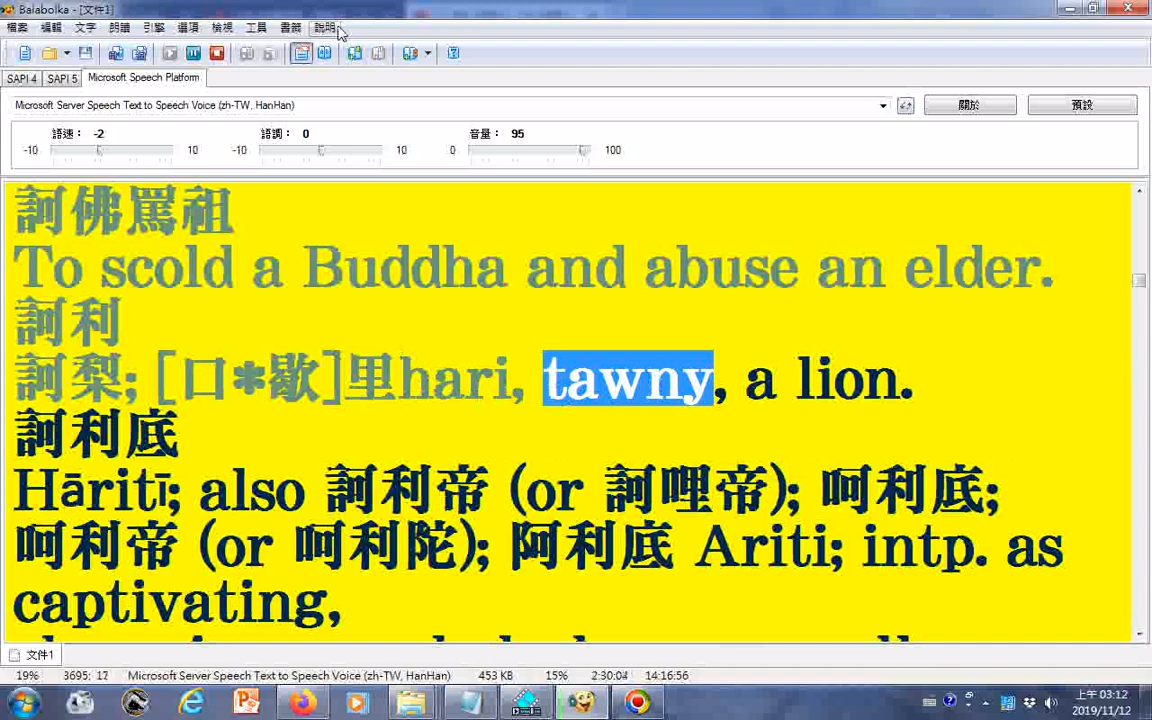 Balabolka - [文件1]
檔案 編輯 文字 朗讀 引擎 選項 檢視 工具 書籤 說明
SAPI 4 SAPI 5 Microsoft Speech Platform
Microsoft Server Speech Text to Speech Voice (zh-TW, HanHan) 關於 預設
語速： -2 語調： 0 音量： 95
-10 10 -10 10 0 100
訶佛罵祖
To scold a Buddha and abuse an elder.
訶利
訶梨; [口*歇]里hari, tawny, a lion.
訶利底
Hāritī; also 訶利帝 (or 訶哩帝); 呵利底;
呵利帝 (or 呵利陀); 阿利底 Ariti; intp. as
captivating,
文件1
19% 3695; 17 Microsoft Server Speech Text to Speech Voice (zh-TW, HanHan) 453 KB 15% 2:30:04 14:16:56
上午 03:12
2019/11/12